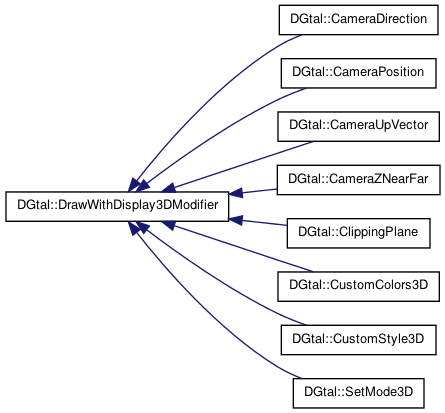 DGtal::CameraDirection
DGtal::CameraPosition
DGtal::CameraUpVector
DGtal::CameraZNearFar
DGtal::DrawWithDisplay3DModifier
DGtal::ClippingPlane
DGtal::CustomColors3D
DGtal::CustomStyle3D
DGtal::SetMode3D